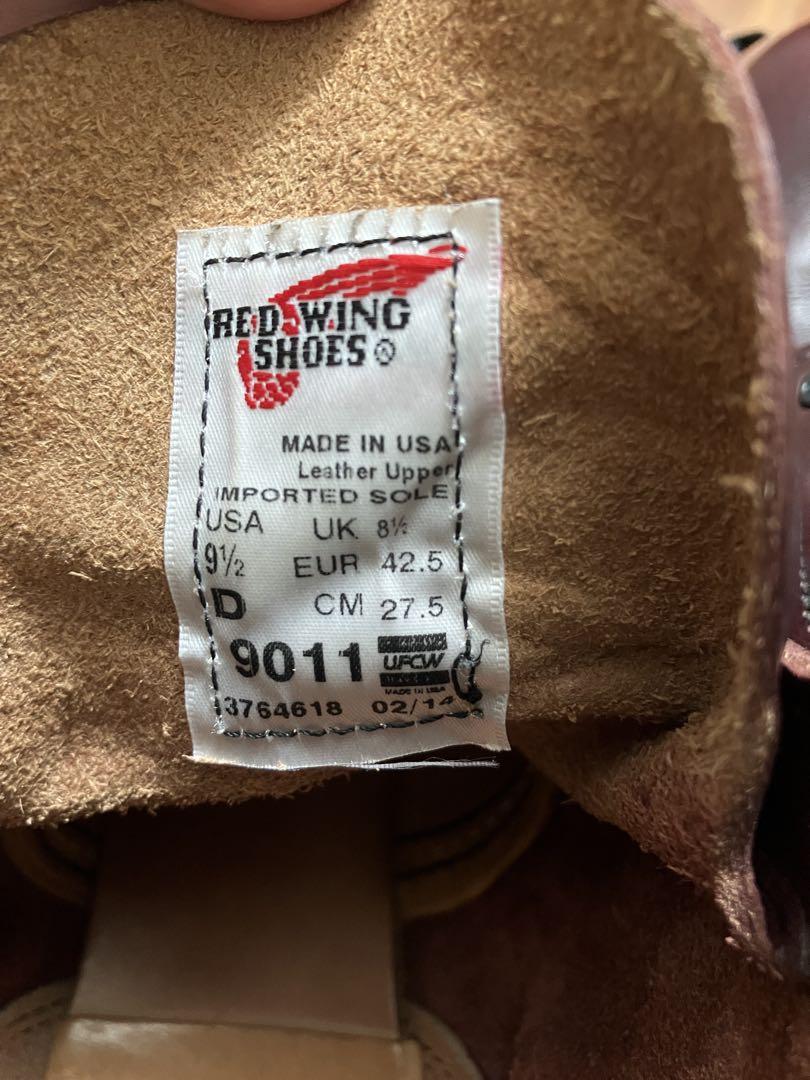 RED WING
SHOES ®
MADE IN USA
Leather Upper
IMPORTED SOLE
USA UK 8½
9½ EUR 42.5
D CM 27.5
9011 UFCW
MADE IN USA
13764618 02/14